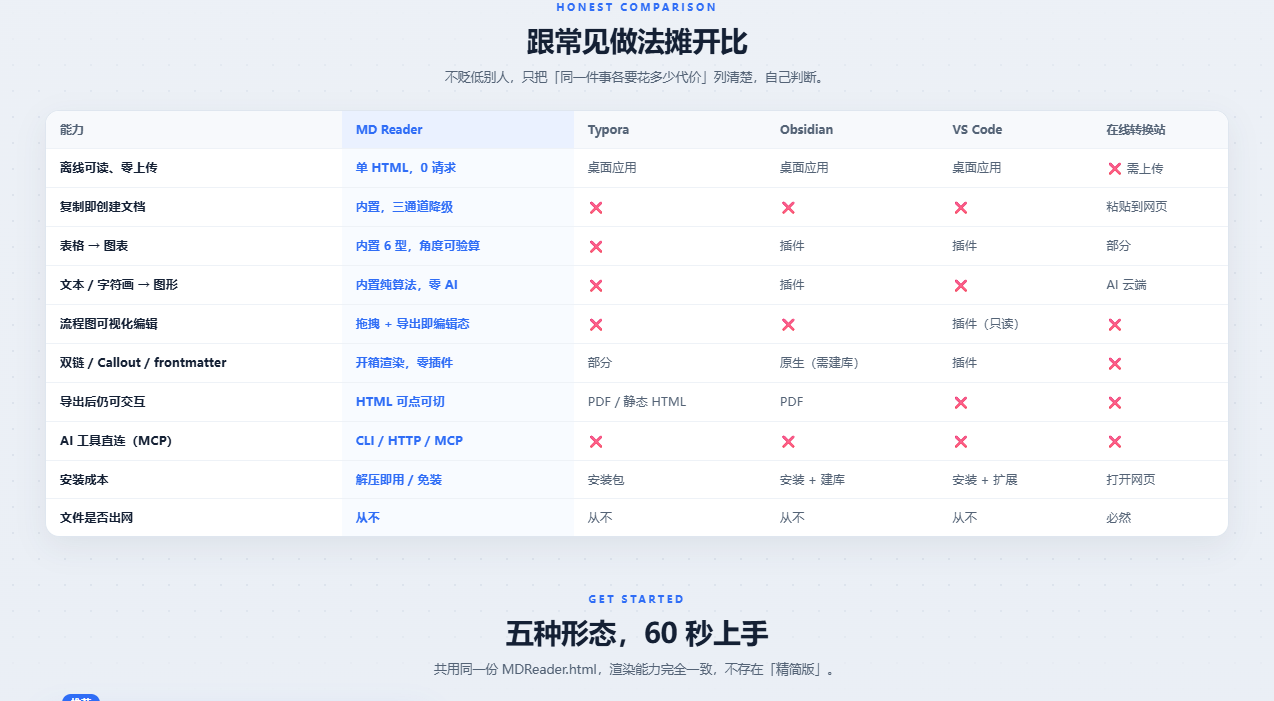 HONEST COMPARISON
跟常见做法摊开比
不贬低别人，只把「同一件事各要花多少代价」列清楚，自己判断。
能力 MD Reader Typora Obsidian VS Code 在线转换站
离线可读、零上传 单 HTML，0 请求 桌面应用 桌面应用 桌面应用 ❌ 需上传
复制即创建文档 内置，三通道降级 ❌ ❌ ❌ 粘贴到网页
表格 → 图表 内置 6 型，角度可验算 ❌ 插件 插件 部分
文本 / 字符画 → 图形 内置纯算法，零 AI ❌ 插件 ❌ AI 云端
流程图可视化编辑 拖拽 + 导出即编辑态 ❌ ❌ 插件（只读） ❌
双链 / Callout / frontmatter 开箱渲染，零插件 部分 原生（需建库） 插件 ❌
导出后仍可交互 HTML 可点可切 PDF / 静态 HTML PDF ❌ ❌
AI 工具直连（MCP） CLI / HTTP / MCP ❌ ❌ ❌ ❌
安装成本 解压即用 / 免装 安装包 安装 + 建库 安装 + 扩展 打开网页
文件是否出网 从不 从不 从不 从不 必然
GET STARTED
五种形态，60 秒上手
共用同一份 MDReader.html，渲染能力完全一致，不存在「精简版」。